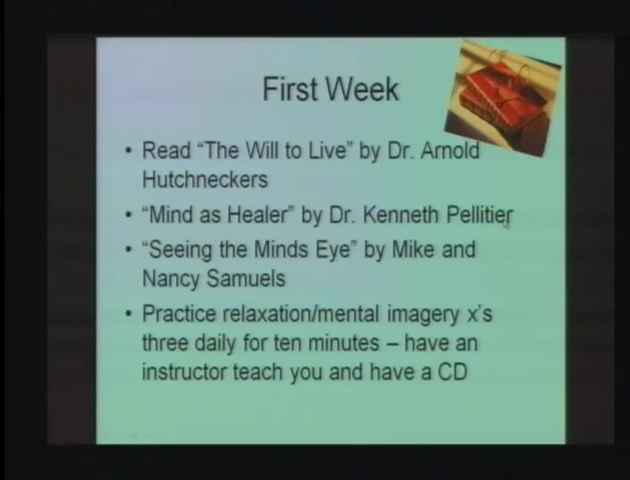 First Week
• Read “The Will to Live” by Dr. Arnold
Hutchneckers
• “Mind as Healer” by Dr. Kenneth Pellitier
• “Seeing the Minds Eye” by Mike and
Nancy Samuels
• Practice relaxation/mental imagery x's
three daily for ten minutes – have an
instructor teach you and have a CD